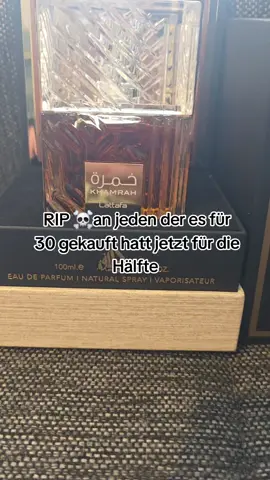 خمرة
KHAMRAH
Lattafa
RIP ☠️an jeden der es für
30 gekauft hatt jetzt für die
Hälfte
100ml.
oz.
EAU DE PARFUM I NATURAL SPRAY I VAPORISATEUR